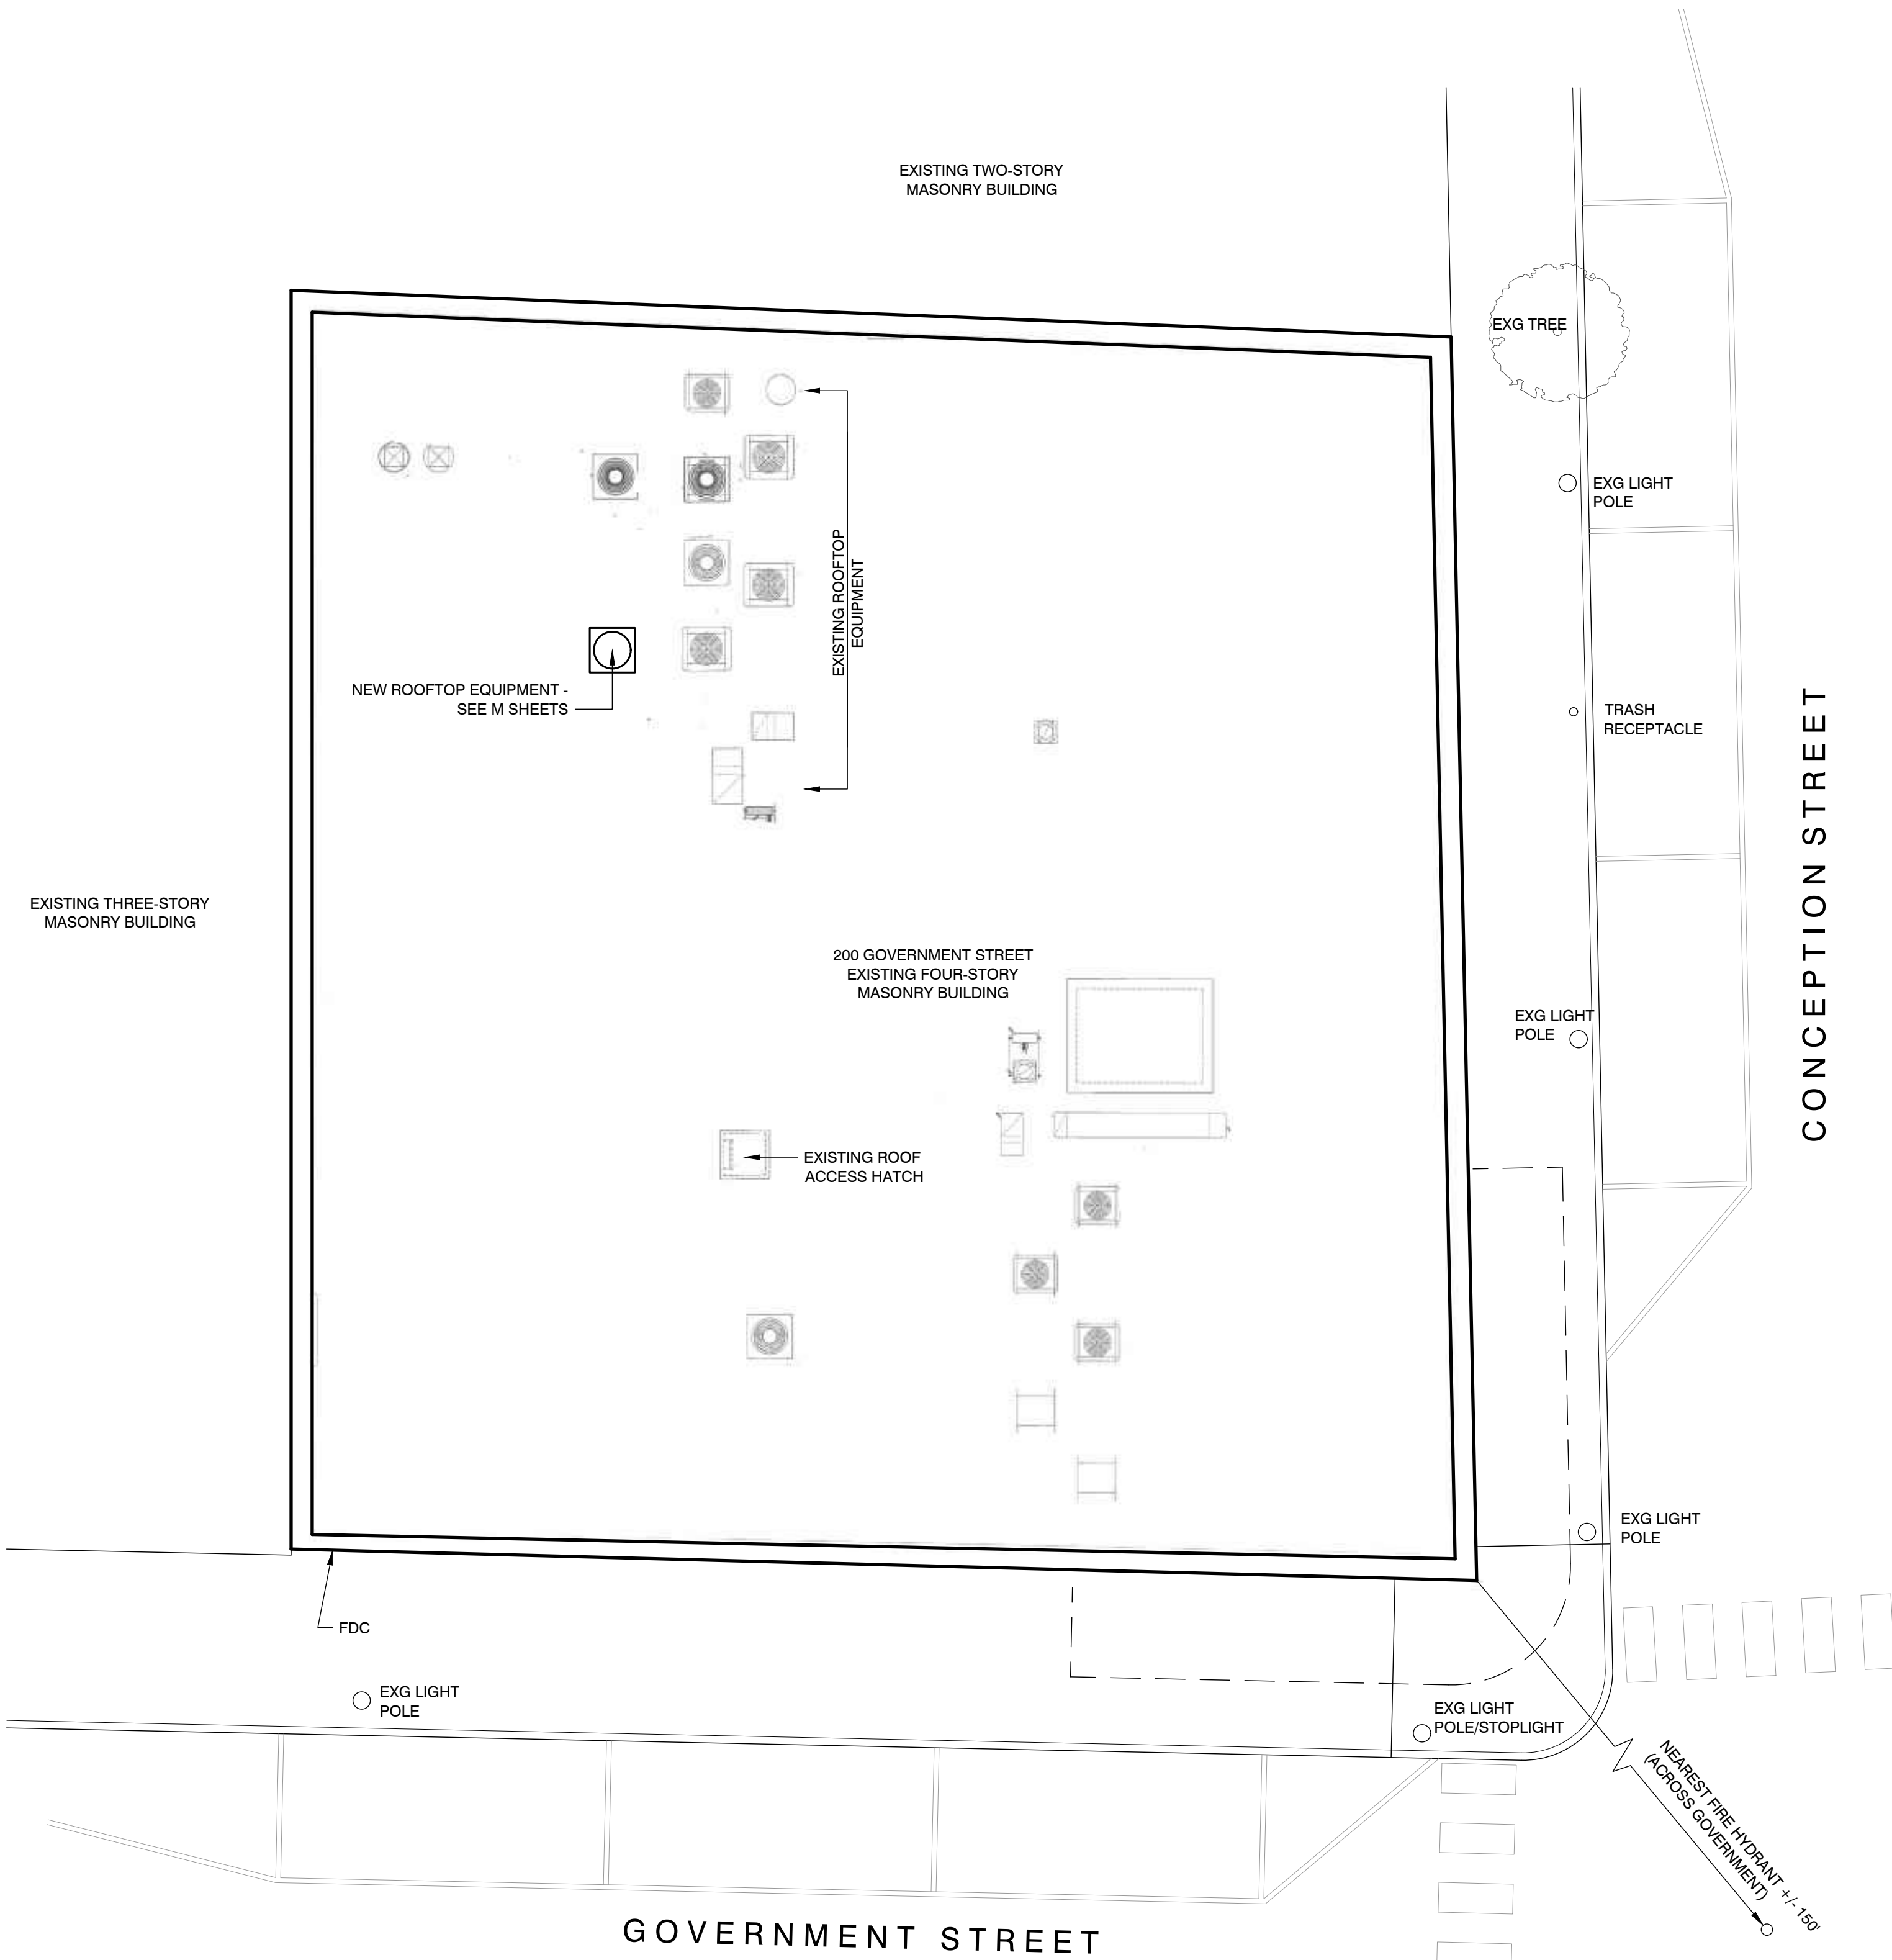 EXISTING TWO-STORY
MASONRY BUILDING
EXG TREE
EXG LIGHT
POLE
EXISTING ROOFTOP
EQUIPMENT
NEW ROOFTOP EQUIPMENT -
SEE M SHEETS
TRASH
RECEPTACLE
CONCEPTION STREET
EXISTING THREE-STORY
MASONRY BUILDING
200 GOVERNMENT STREET
EXISTING FOUR-STORY
MASONRY BUILDING
EXG LIGHT
POLE
EXISTING ROOF
ACCESS HATCH
EXG LIGHT
POLE
FDC
EXG LIGHT
POLE
EXG LIGHT
POLE/STOPLIGHT
NEAREST FIRE HYDRANT +/- 150'
(ACROSS GOVERNMENT)
GOVERNMENT STREET